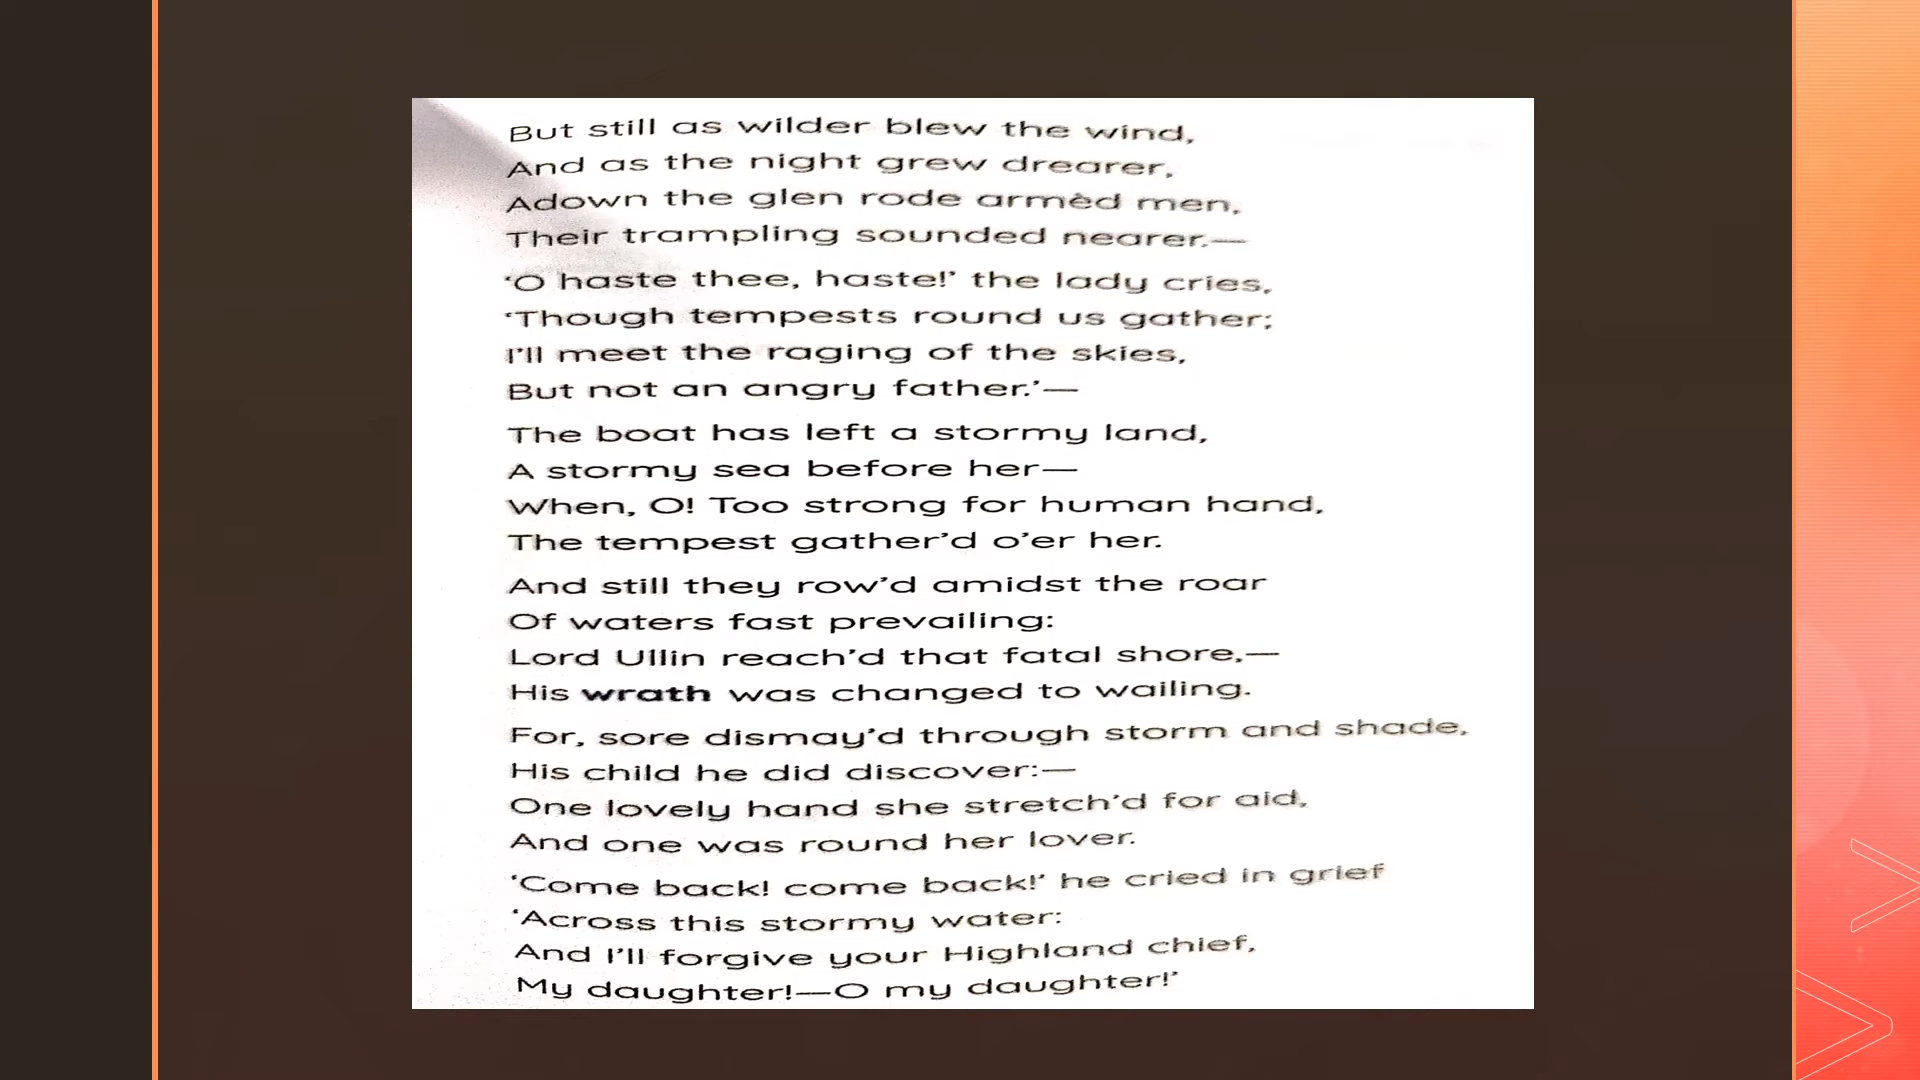 But still as wilder blew the wind,
And as the night grew drearer,
Adown the glen rode armèd men,
Their trampling sounded nearer.—
‘O haste thee, haste!’ the lady cries,
‘Though tempests round us gather;
I’ll meet the raging of the skies,
But not an angry father.’—
The boat has left a stormy land,
A stormy sea before her—
When, O! Too strong for human hand,
The tempest gather’d o’er her.
And still they row’d amidst the roar
Of waters fast prevailing:
Lord Ullin reach’d that fatal shore,—
His wrath was changed to wailing.
For, sore dismay’d through storm and shade,
His child he did discover:—
One lovely hand she stretch’d for aid,
And one was round her lover.
‘Come back! come back!’ he cried in grief
‘Across this stormy water:
And I’ll forgive your Highland chief,
My daughter!—O my daughter!’